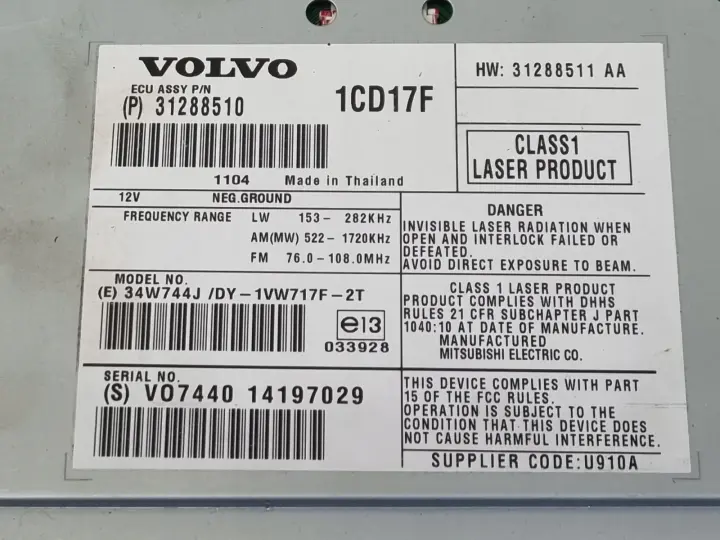 VOLVO
ECU ASSY P/N
(P) 31288510
1CD17F
1104 Made in Thailand
HW: 31288511 AA
CLASS1
LASER PRODUCT
12V NEG.GROUND
FREQUENCY RANGE LW 153- 282KHz
AM(MW) 522- 1720KHz
FM 76.0-108.0MHz
DANGER
INVISIBLE LASER RADIATION WHEN
OPEN AND INTERLOCK FAILED OR
DEFEATED.
AVOID DIRECT EXPOSURE TO BEAM.
MODEL NO.
(E) 34W744J /DY-1VW717F-2T
e13
033928
CLASS 1 LASER PRODUCT
PRODUCT COMPLIES WITH DHHS
RULES 21 CFR SUBCHAPTER J PART
1040:10 AT DATE OF MANUFACTURE.
MANUFACTURED
MITSUBISHI ELECTRIC CO.
SERIAL NO.
(S) VO7440 14197029
THIS DEVICE COMPLIES WITH PART
15 OF THE FCC RULES.
OPERATION IS SUBJECT TO THE
CONDITION THAT THIS DEVICE DOES
NOT CAUSE HARMFUL INTERFERENCE.
SUPPLIER CODE:U910A